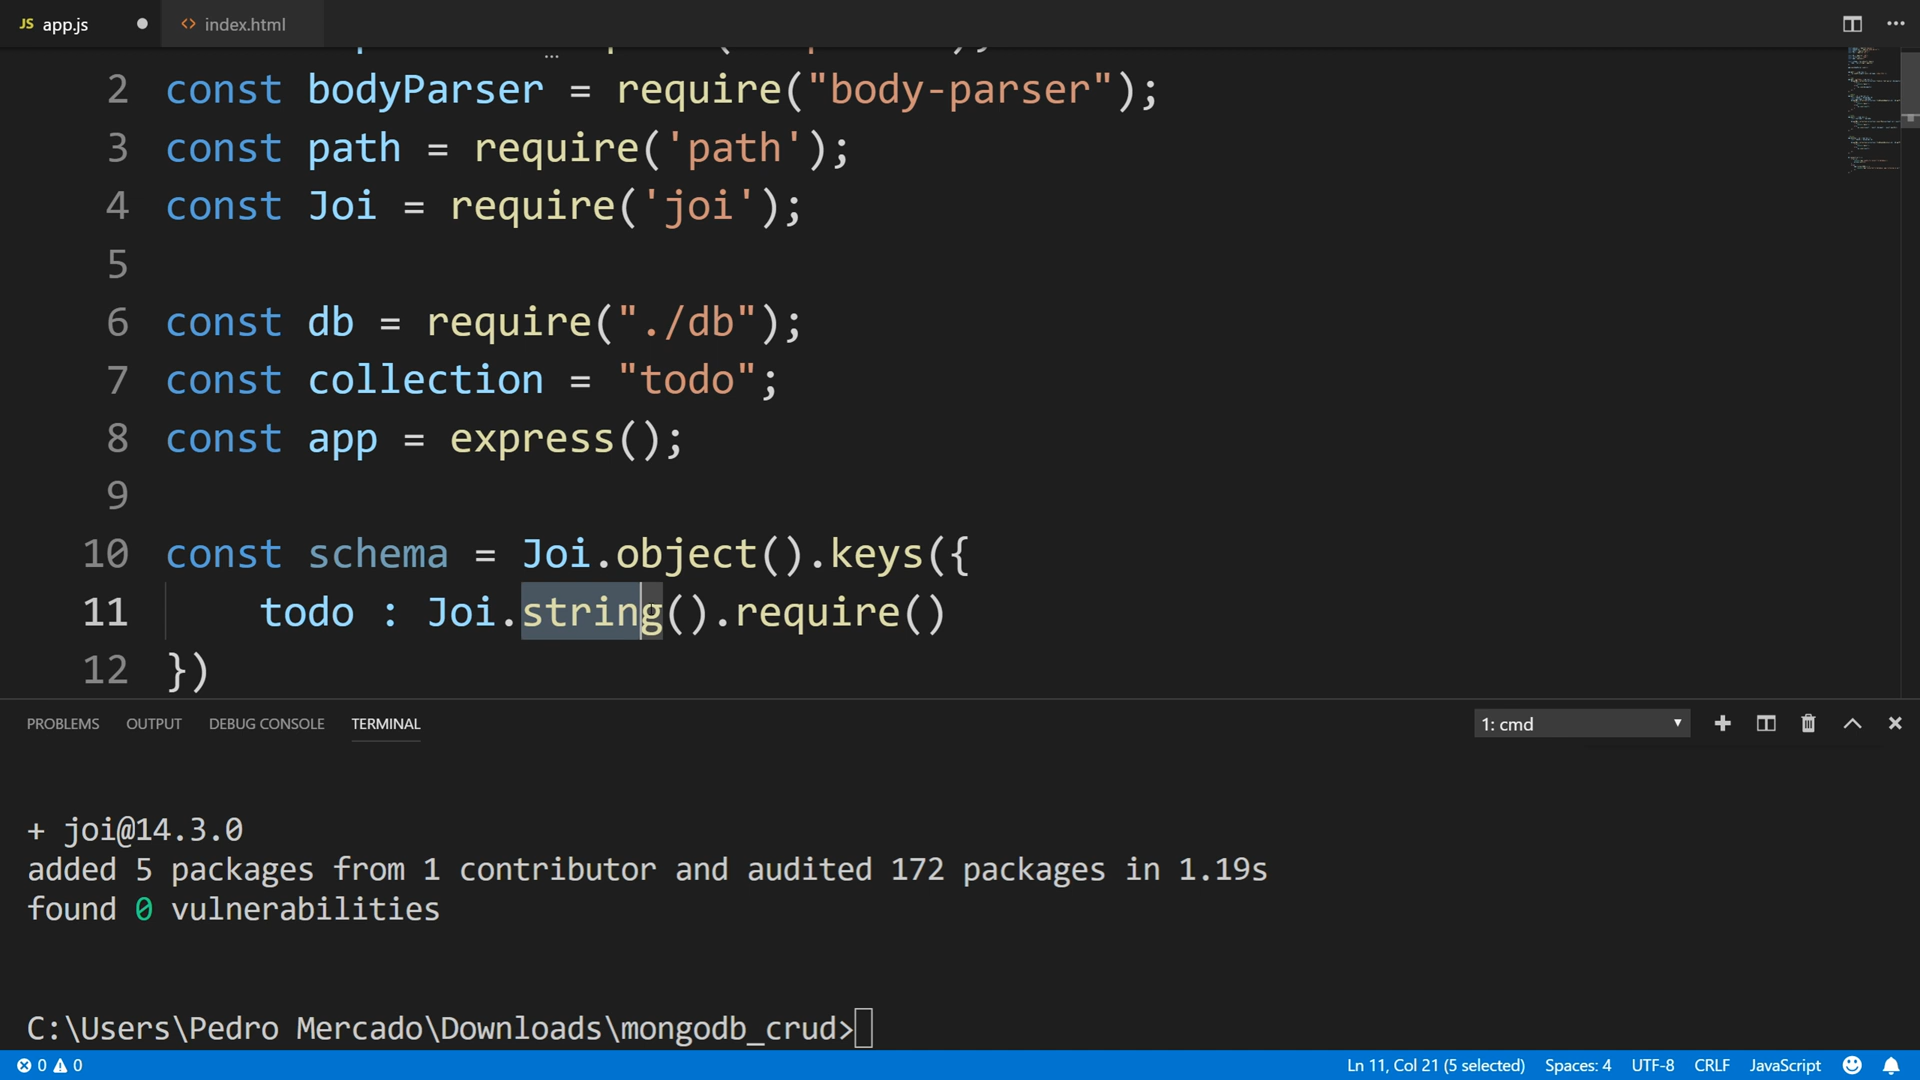 JS app.js
<> index.html
2 const bodyParser = require("body-parser");
3 const path = require('path');
4 const Joi = require('joi');
5
6 const db = require("./db");
7 const collection = "todo";
8 const app = express();
9
10 const schema = Joi.object().keys({
11 todo : Joi.string().require()
12 })
PROBLEMS OUTPUT DEBUG CONSOLE TERMINAL 1: cmd
+ joi@14.3.0
added 5 packages from 1 contributor and audited 172 packages in 1.19s
found 0 vulnerabilities
C:\Users\Pedro Mercado\Downloads\mongodb_crud>
0 0 Ln 11, Col 21 (5 selected) Spaces: 4 UTF-8 CRLF JavaScript